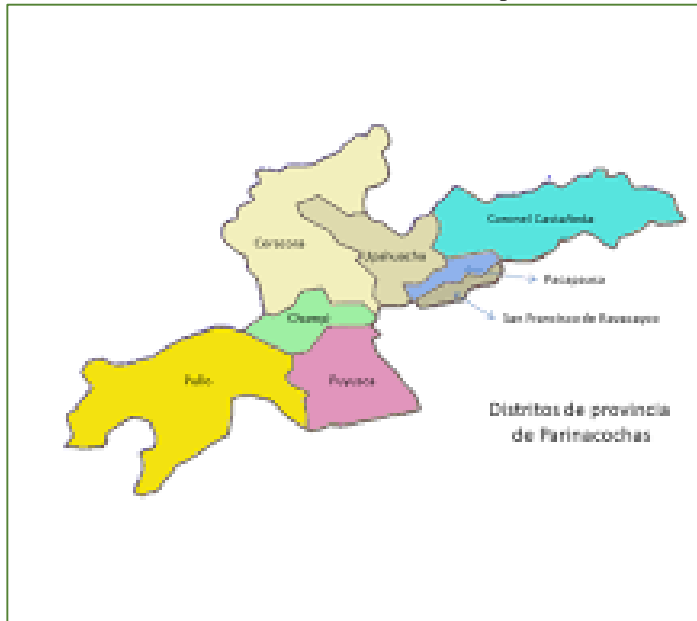 Coronel Castañeda
Coracora
Upahuacho
Pacapausa
San Francisco de Ravacayco
Chumpi
Pullo
Puyusca
Distritos de provincia
de Parinacochas